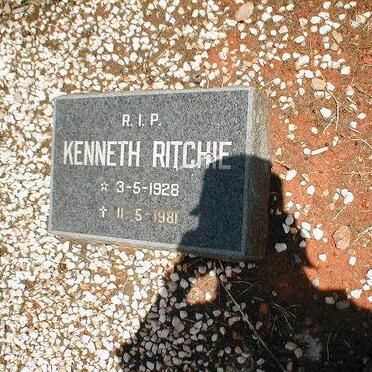 R.I.P.
KENNETH RITCHIE
☆ 3-5-1928
✝ 11-5-1981